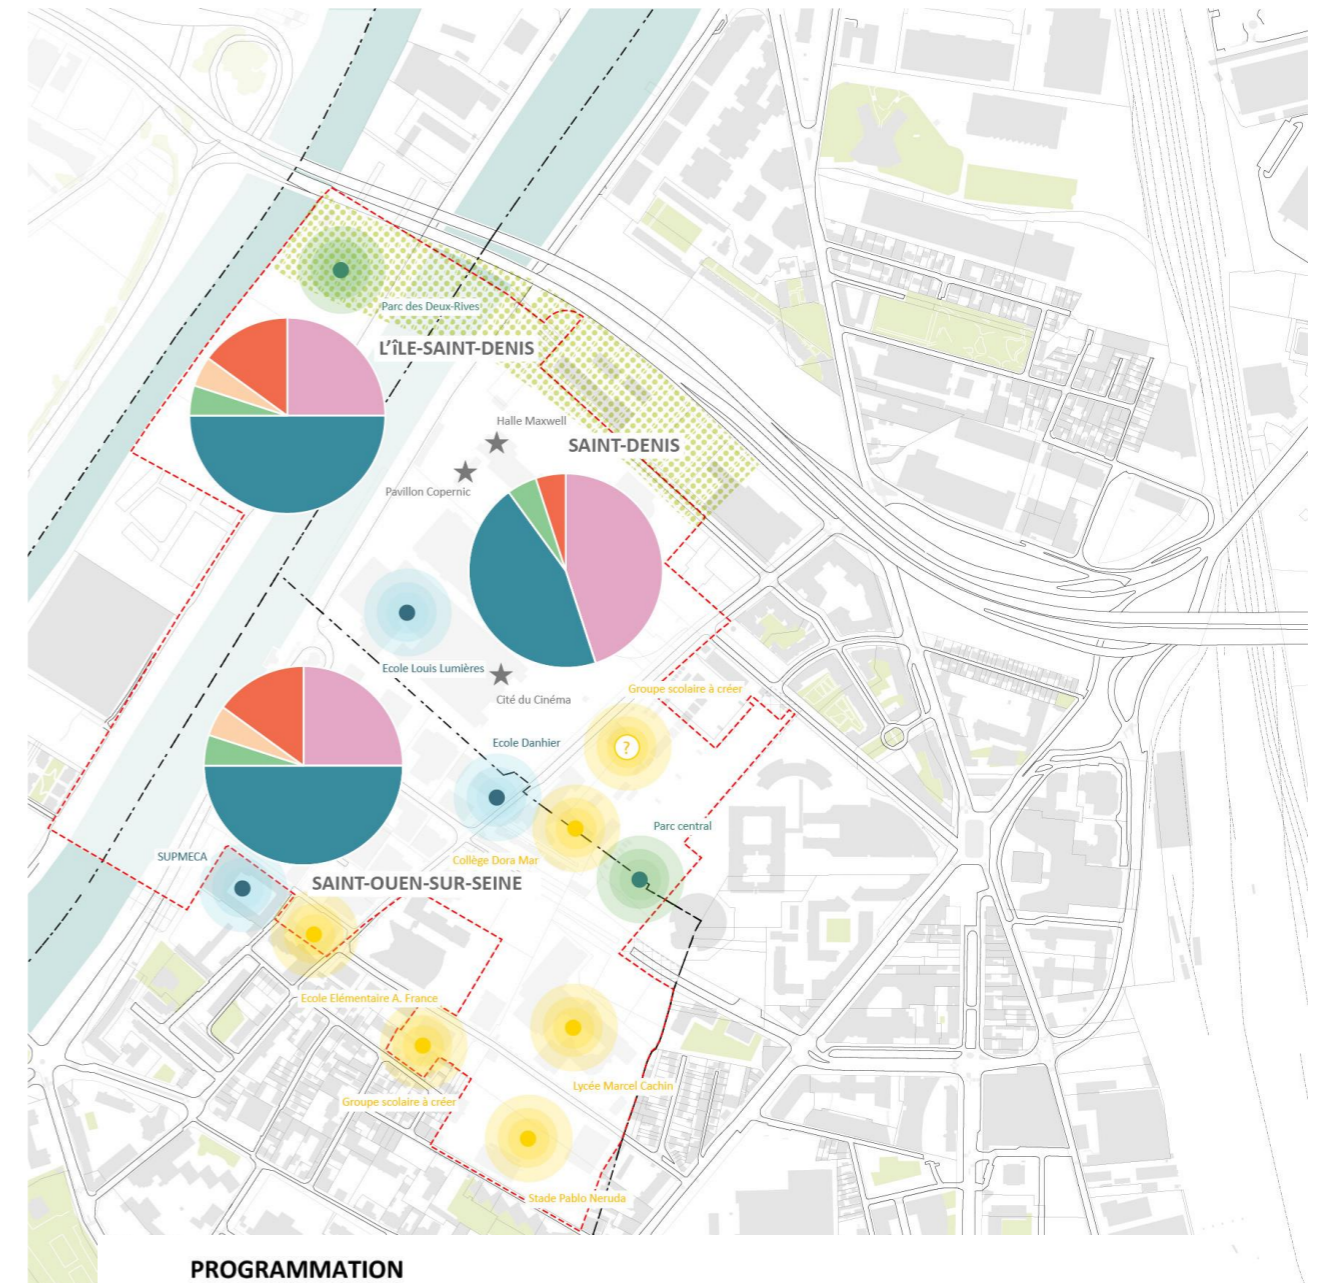 Parc des Deux-Rives
L'îLE-SAINT-DENIS
Halle Maxwell
SAINT-DENIS
Pavillon Copernic
Ecole Louis Lumières
Groupe scolaire à créer
Cité du Cinéma
Ecole Danhier
?
Parc central
SUPMECA
Collège Dora Mar
SAINT-OUEN-SUR-SEINE
Ecole Elémentaire A. France
Lycée Marcel Cachin
Groupe scolaire à créer
Stade Pablo Neruda
PROGRAMMATION